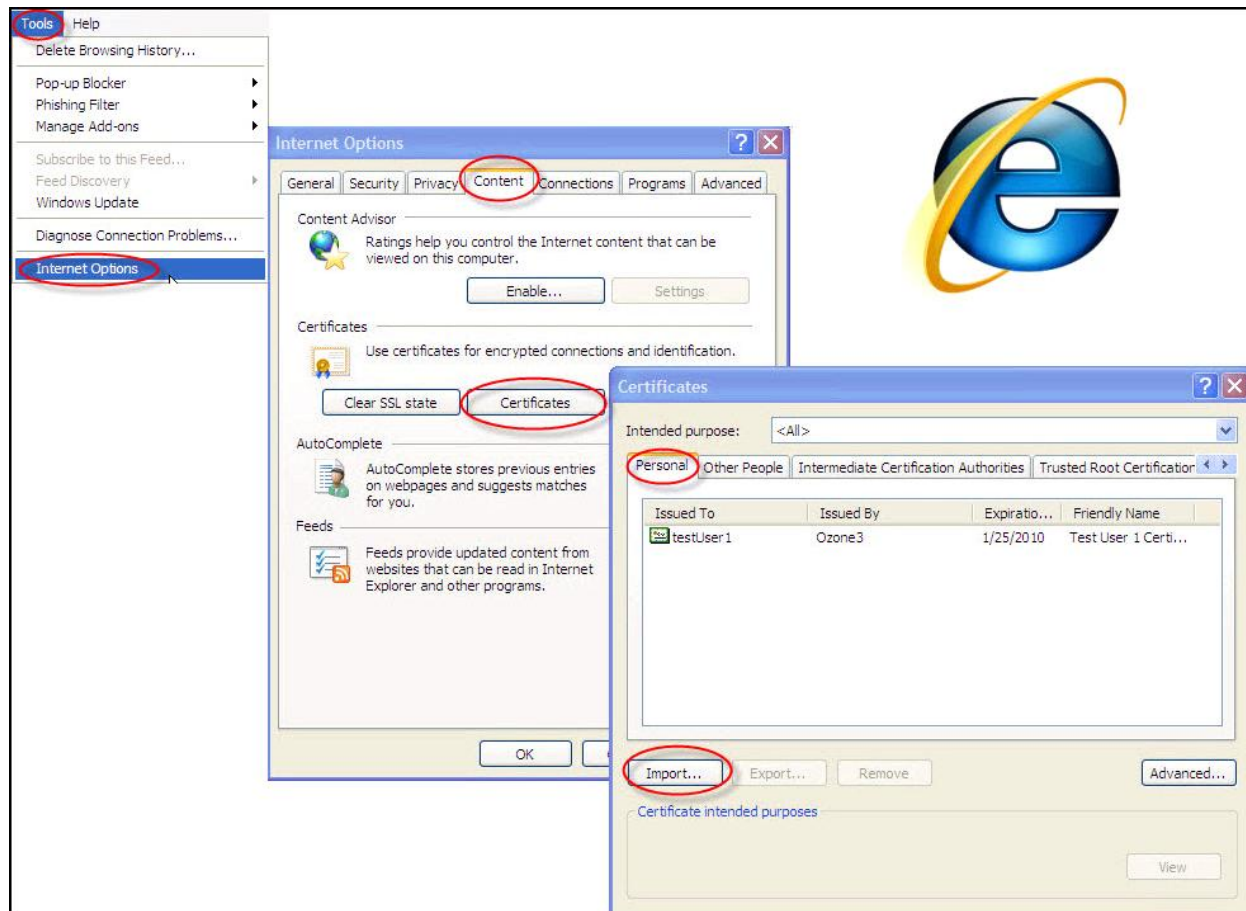 Tools Help
Delete Browsing History...
Pop-up Blocker
Phishing Filter
Manage Add-ons
Subscribe to this Feed...
Feed Discovery
Windows Update
Diagnose Connection Problems...
Internet Options
Internet Options
General Security Privacy Content Connections Programs Advanced
Content Advisor
Ratings help you control the Internet content that can be
viewed on this computer.
Enable... Settings
Certificates
Use certificates for encrypted connections and identification.
Clear SSL state Certificates
AutoComplete
AutoComplete stores previous entries
on webpages and suggests matches
for you.
Feeds
Feeds provide updated content from
websites that can be read in Internet
Explorer and other programs.
OK
Certificates
Intended purpose: <All>
Personal Other People Intermediate Certification Authorities Trusted Root Certification
Issued To Issued By Expiratio... Friendly Name
testUser1 Ozone3 1/25/2010 Test User 1 Certi...
Import... Export... Remove Advanced...
Certificate intended purposes
View